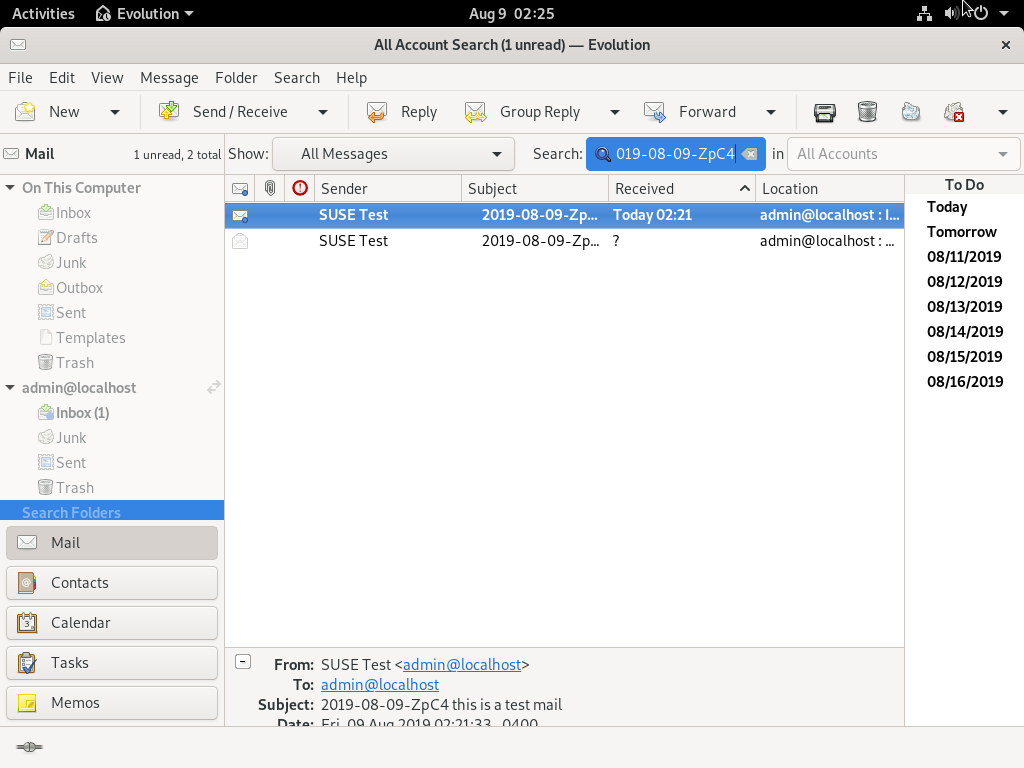 Activities Evolution Aug 9 02:25
All Account Search (1 unread) — Evolution
File Edit View Message Folder Search Help
New Send / Receive Reply Group Reply Forward
Mail 1 unread, 2 total Show: All Messages Search: 019-08-09-ZpC4 in All Accounts
On This Computer
Inbox
Drafts
Junk
Outbox
Sent
Templates
Trash
admin@localhost
Inbox (1)
Junk
Sent
Trash
Search Folders
Mail
Contacts
Calendar
Tasks
Memos
Sender Subject Received Location
SUSE Test 2019-08-09-Zp... Today 02:21 admin@localhost : I...
SUSE Test 2019-08-09-Zp... ? admin@localhost : ...
From: SUSE Test <admin@localhost>
To: admin@localhost
Subject: 2019-08-09-ZpC4 this is a test mail
Date: Fri, 09 Aug 2019 02:21:33 -0400
To Do
Today
Tomorrow
08/11/2019
08/12/2019
08/13/2019
08/14/2019
08/15/2019
08/16/2019